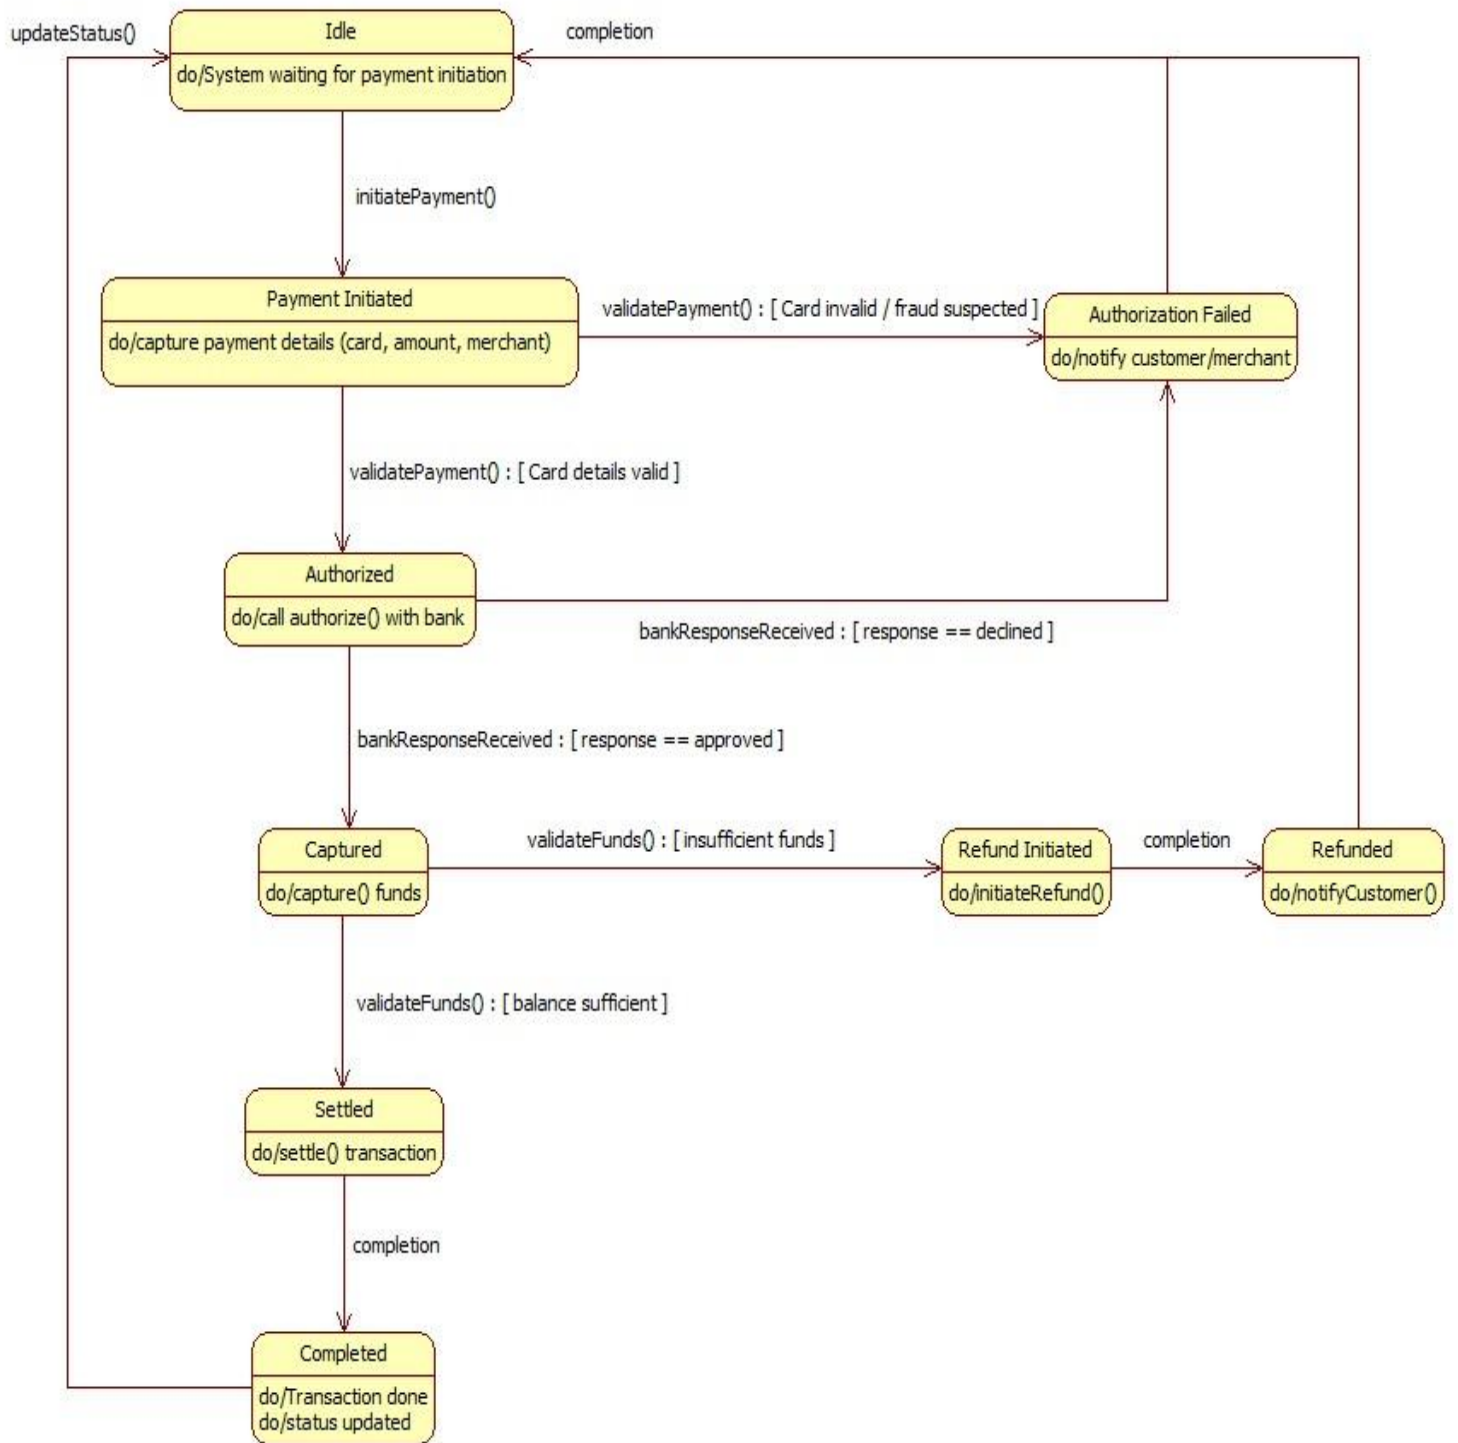 updateStatus()
Idle
completion
do/System waiting for payment initiation
initiatePayment()
Payment Initiated
validatePayment() : [ Card invalid / fraud suspected ]
Authorization Failed
do/capture payment details (card, amount, merchant)
do/notify customer/merchant
validatePayment() : [ Card details valid ]
Authorized
do/call authorize() with bank
bankResponseReceived : [ response == declined ]
bankResponseReceived : [ response == approved ]
Captured
validateFunds() : [ insufficient funds ]
Refund Initiated
completion
Refunded
do/capture() funds
do/initiateRefund()
do/notifyCustomer()
validateFunds() : [ balance sufficient ]
Settled
do/settle() transaction
completion
Completed
do/Transaction done
do/status updated